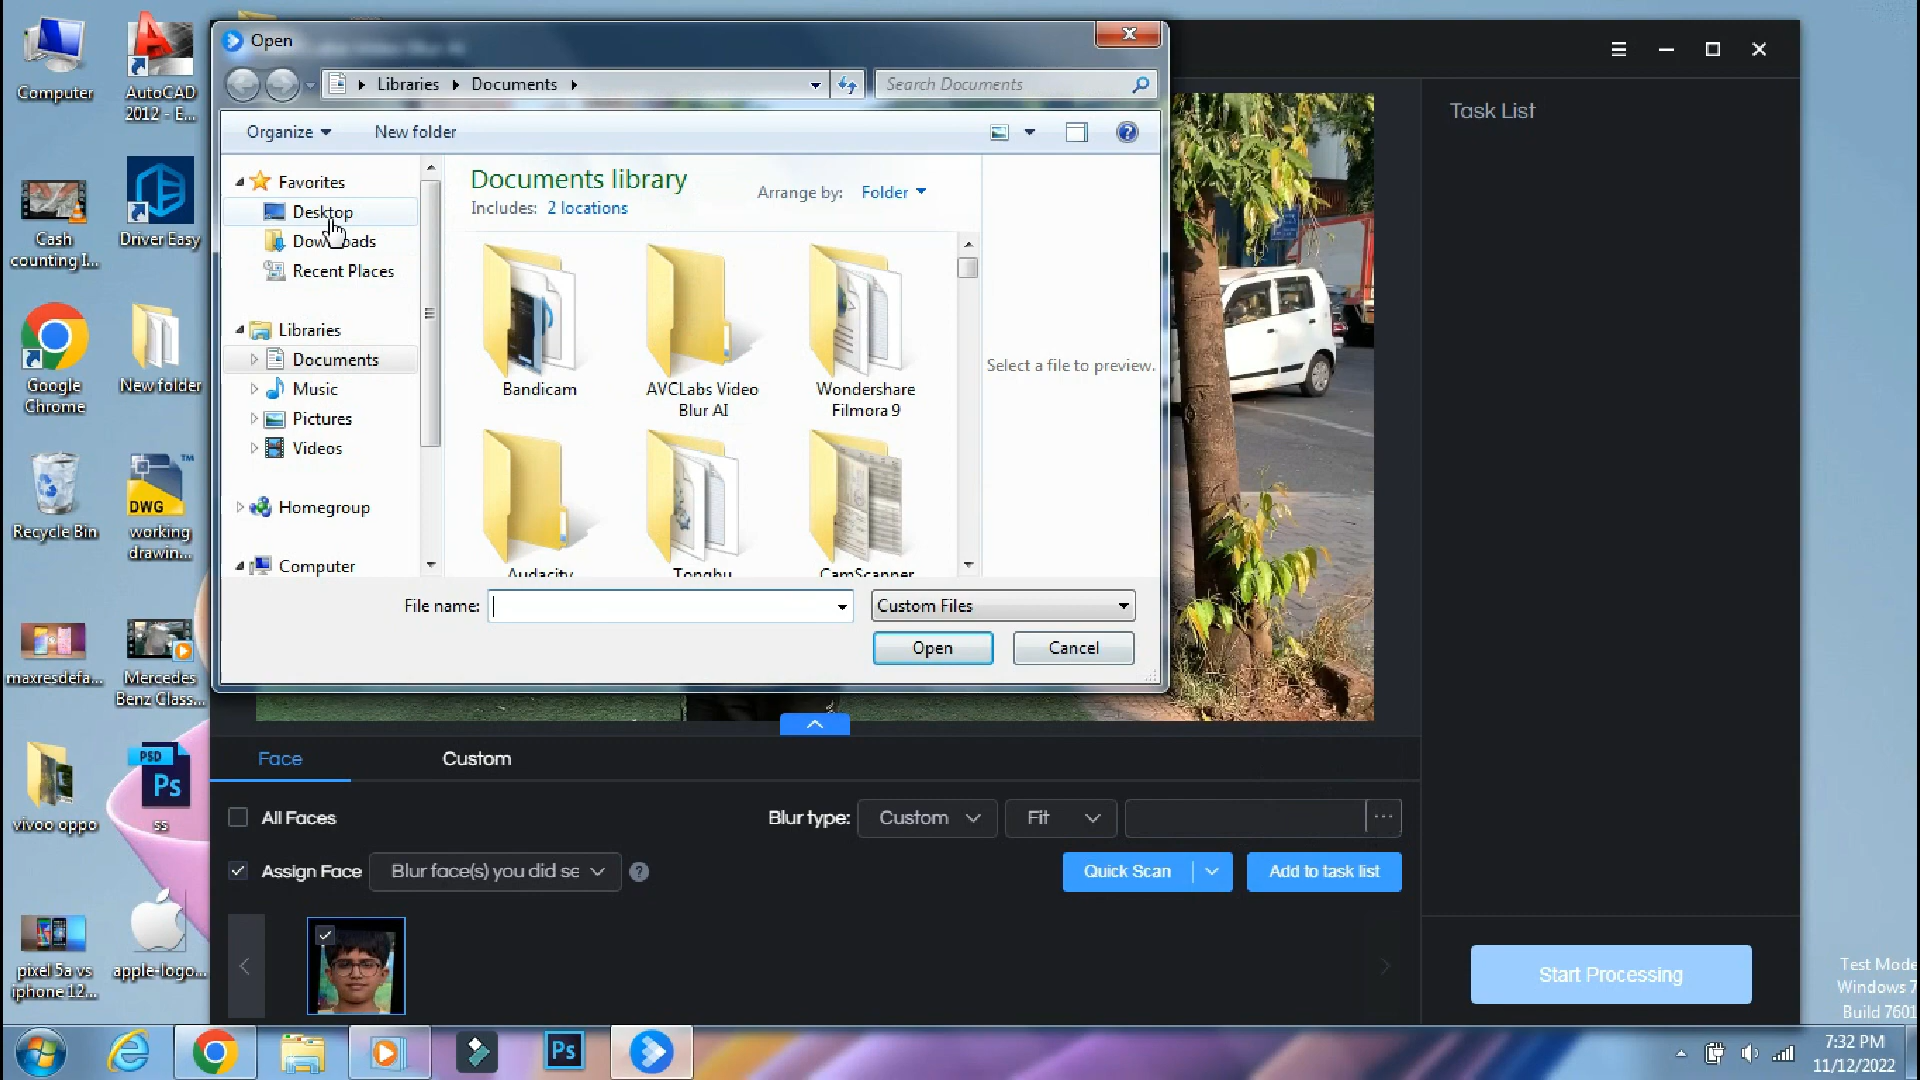 Computer
AutoCAD
2012 - E...
Cash
counting I...
Driver Easy
Google
Chrome
New folder
Recycle Bin
DWG
TM
working
drawin...
maxresdefa...
Mercedes
Benz Class...
vivoo oppo
PSD
Ps
ss
pixel 5a vs
iphone 12...
apple-logo...
Open
Libraries
Documents
Search Documents
Organize
New folder
Favorites
Desktop
Recent Places
Libraries
Documents
Music
Pictures
Videos
Homegroup
Computer
Documents library
Includes: 2 locations
Arrange by: Folder
Bandicam
AVCLabs Video
Blur AI
Wondershare
Filmora 9
Audacity
Tongbu
CamScanner
Select a file to preview.
File name:
Custom Files
Open
Cancel
Task List
Face
Custom
All Faces
Blur type:
Custom
Fit
...
Assign Face
Blur face(s) you did se
?
Quick Scan
Add to task list
Start Processing
Test Mode
Windows 7
Build 7601
Ps
7:32 PM
11/12/2022